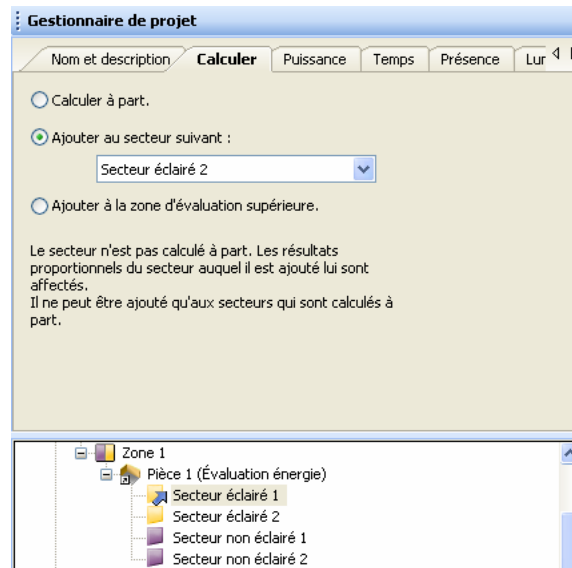 Gestionnaire de projet
Nom et description Calculer Puissance Temps Présence Lur
Calculer à part.
Ajouter au secteur suivant :
Secteur éclairé 2
Ajouter à la zone d'évaluation supérieure.
Le secteur n'est pas calculé à part. Les résultats
proportionnels du secteur auquel il est ajouté lui sont
affectés.
Il ne peut être ajouté qu'aux secteurs qui sont calculés à
part.
Zone 1
Pièce 1 (Évaluation énergie)
Secteur éclairé 1
Secteur éclairé 2
Secteur non éclairé 1
Secteur non éclairé 2